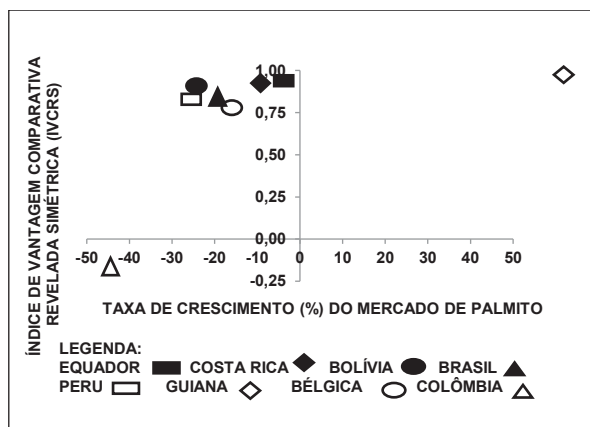 ÍNDICE DE VANTAGEM COMPARATIVA
REVELADA SIMÉTRICA (IVCRS)
1,00
0,75
0,50
0,25
0,00
-0,25
-50 -40 -30 -20 -10 0 10 20 30 40 50
TAXA DE CRESCIMENTO (%) DO MERCADO DE PALMITO
LEGENDA:
EQUADOR COSTA RICA BOLÍVIA BRASIL
PERU GUIANA BÉLGICA COLÔMBIA